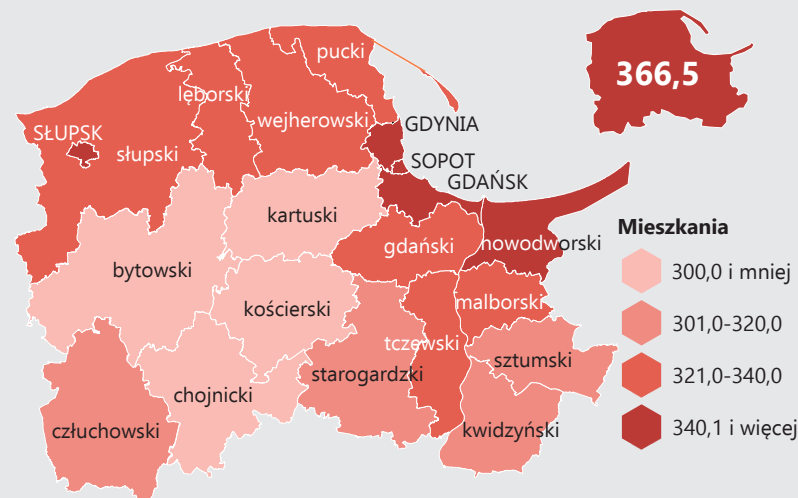 pucki
366,5
lęborski
wejherowski
GDYNIA
SŁUPSK
słupski
SOPOT
GDAŃSK
kartuski
gdański
nowodworski
Mieszkania
bytowski
300,0 i mniej
kościerski
malborski
301,0-320,0
tczewski
sztumski
starogardzki
321,0-340,0
chojnicki
człuchowski
kwidzyński
340,1 i więcej